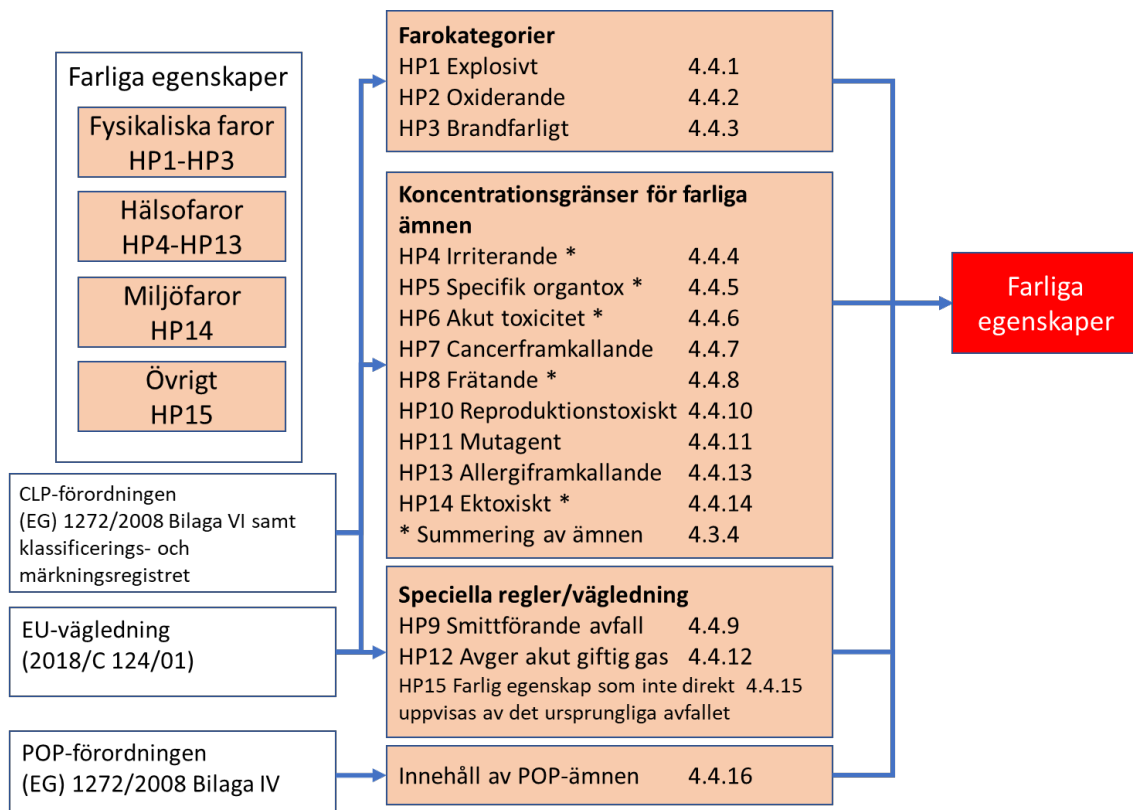 Farliga egenskaper
Fysikaliska faror
HP1-HP3
Hälsofaror
HP4-HP13
Miljöfaror
HP14
Övrigt
HP15
CLP-förordningen
(EG) 1272/2008 Bilaga VI samt
klassificerings- och
märkningsregistret
EU-vägledning
(2018/C 124/01)
POP-förordningen
(EG) 1272/2008 Bilaga IV
Farokategorier
HP1 Explosivt 4.4.1
HP2 Oxiderande 4.4.2
HP3 Brandfarligt 4.4.3
Koncentrationsgränser för farliga
ämnen
HP4 Irriterande * 4.4.4
HP5 Specifik organtox * 4.4.5
HP6 Akut toxicitet * 4.4.6
HP7 Cancerframkallande 4.4.7
HP8 Frätande * 4.4.8
HP10 Reproduktionstoxiskt 4.4.10
HP11 Mutagent 4.4.11
HP13 Allergiframkallande 4.4.13
HP14 Ektoxiskt * 4.4.14
* Summering av ämnen 4.3.4
Speciella regler/vägledning
HP9 Smittförande avfall 4.4.9
HP12 Avger akut giftig gas 4.4.12
HP15 Farlig egenskap som inte direkt 4.4.15
uppvisas av det ursprungliga avfallet
Innehåll av POP-ämnen 4.4.16
Farliga
egenskaper